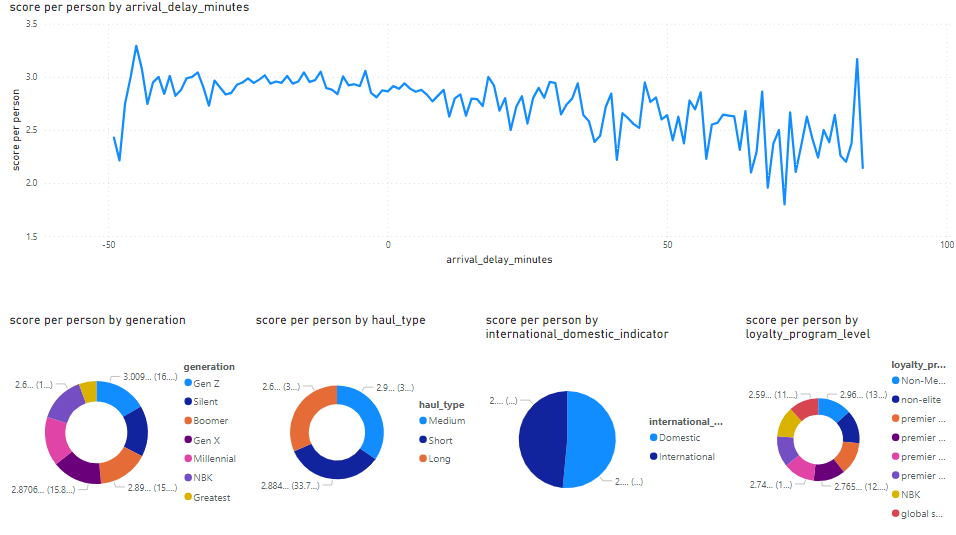 score per person by arrival_delay_minutes
3.5
3.0
2.5
2.0
1.5
score per person
-50
0
50
100
arrival_delay_minutes
score per person by generation
2.6... (1...)
3.009... (16,...)
2.8706... (15.8...)
2.89... (15....)
generation
Gen Z
Silent
Boomer
Gen X
Millennial
NBK
Greatest
score per person by haul_type
2.6... (3...)
2.9... (3...)
2.884... (33.7...)
haul_type
Medium
Short
Long
score per person by
international_domestic_indicator
2.... (...)
2.... (...)
international_...
Domestic
International
score per person by
loyalty_program_level
2.59... (11....)
2.96... (13...)
2.74... (1...)
2.765... (12....)
loyalty_pr...
Non-Me...
non-elite
premier ...
premier ...
premier ...
premier ...
NBK
global s...